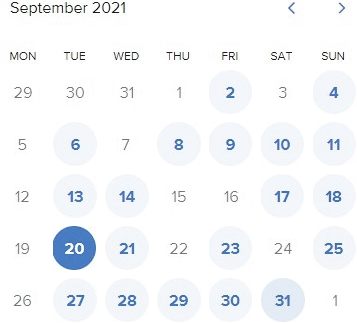 September 2021
MON TUE WED THU FRI SAT SUN
29 30 31 1 2 3 4
5 6 7 8 9 10 11
12 13 14 15 16 17 18
19 20 21 22 23 24 25
26 27 28 29 30 31 1